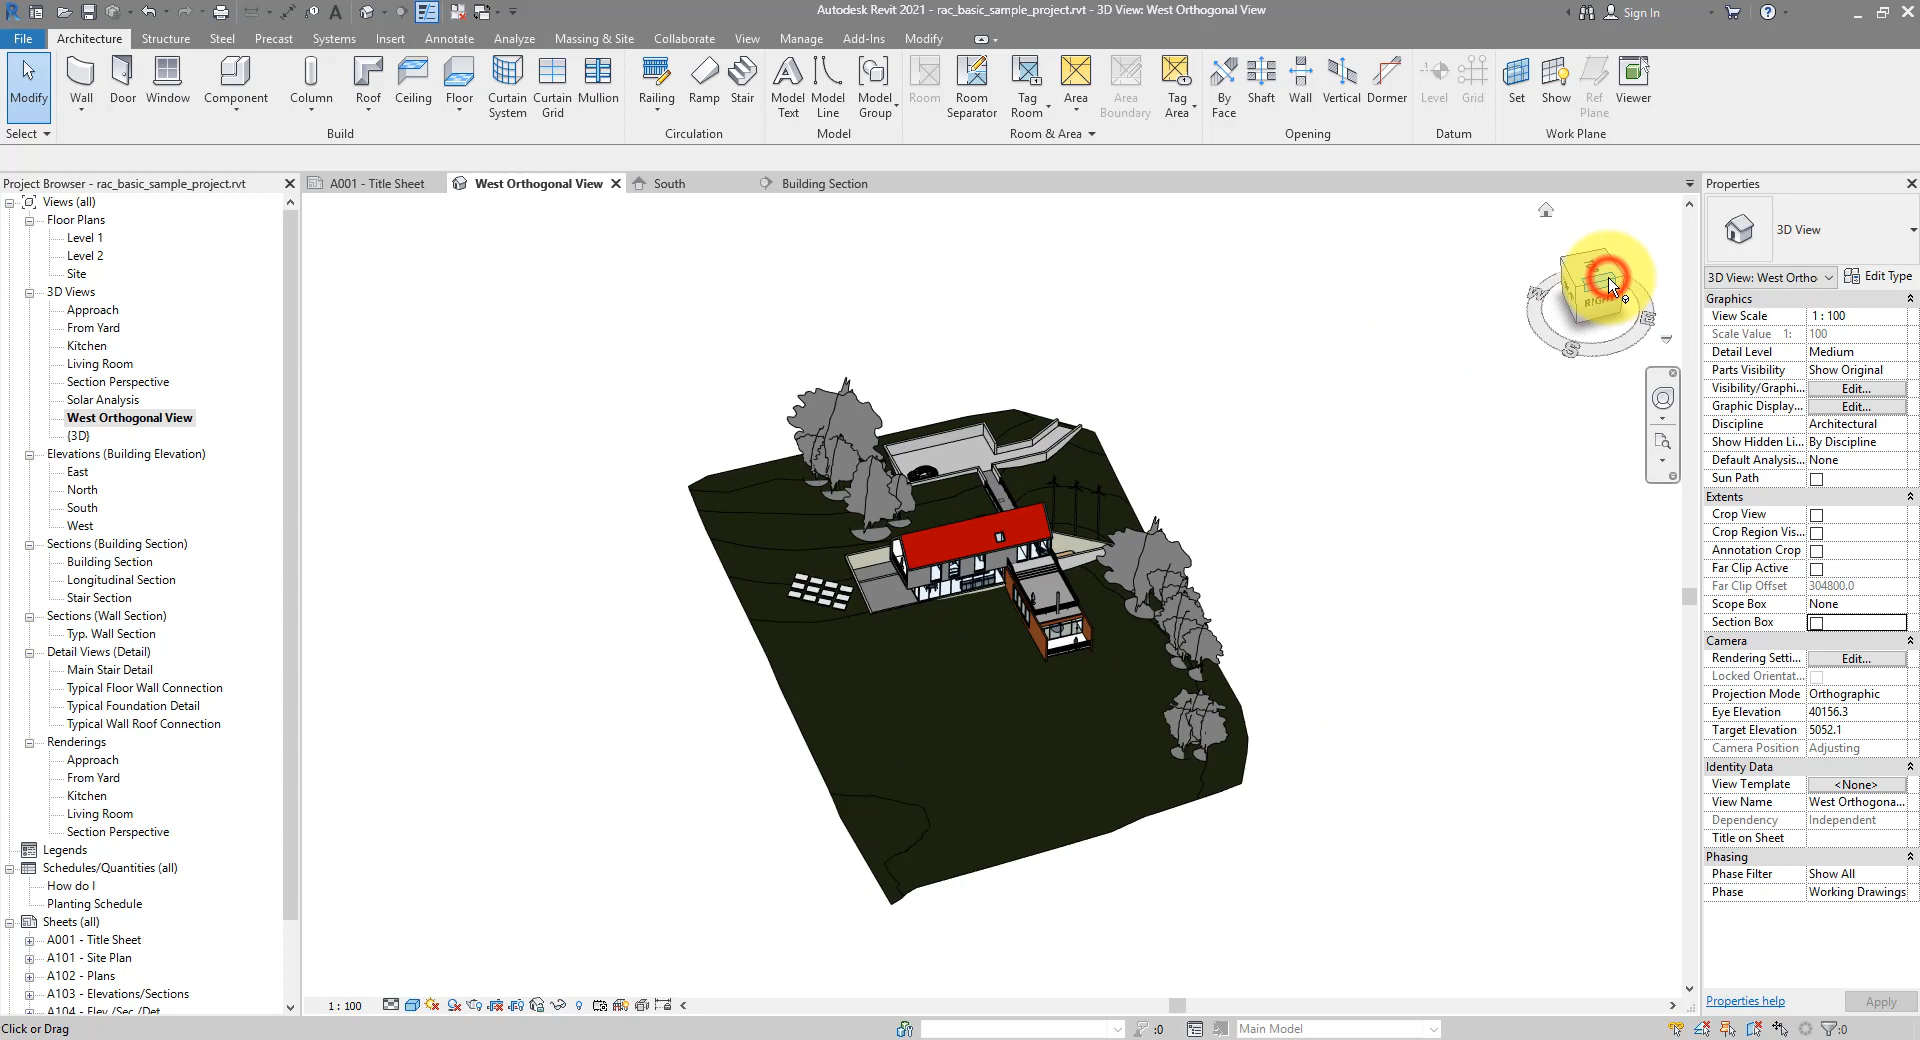 Autodesk Revit 2021 - rac_basic_sample_project.rvt - 3D View: West Orthogonal View
Sign In
File Architecture Structure Steel Precast Systems Insert Annotate Analyze Massing & Site Collaborate View Manage Add-Ins Modify
Modify Wall Door Window Component Column Roof Ceiling Floor Curtain System Curtain Grid Mullion Railing Ramp Stair Model Text Model Line Model Group Room Room Separator Tag Room Area Area Boundary Tag Area By Face Shaft Wall Vertical Dormer Level Grid Set Show Ref Plane Viewer
Select Build Circulation Model Room & Area Opening Datum Work Plane
Project Browser - rac_basic_sample_project.rvt
Views (all)
Floor Plans
Level 1
Level 2
Site
3D Views
Approach
From Yard
Kitchen
Living Room
Section Perspective
Solar Analysis
West Orthogonal View
{3D}
Elevations (Building Elevation)
East
North
South
West
Sections (Building Section)
Building Section
Longitudinal Section
Stair Section
Sections (Wall Section)
Typ. Wall Section
Detail Views (Detail)
Main Stair Detail
Typical Floor Wall Connection
Typical Foundation Detail
Typical Wall Roof Connection
Renderings
Approach
From Yard
Kitchen
Living Room
Section Perspective
Legends
Schedules/Quantities (all)
How do I
Planting Schedule
Sheets (all)
A001 - Title Sheet
A101 - Site Plan
A102 - Plans
A103 - Elevations/Sections
A104 - Elev./Sec./Det.
A001 - Title Sheet West Orthogonal View South Building Section
RIGHT
W
E
S
Properties
3D View
3D View: West Ortho Edit Type
Graphics
View Scale 1 : 100
Scale Value 1: 100
Detail Level Medium
Parts Visibility Show Original
Visibility/Graphi... Edit...
Graphic Display... Edit...
Discipline Architectural
Show Hidden Li... By Discipline
Default Analysis... None
Sun Path
Extents
Crop View
Crop Region Vis...
Annotation Crop
Far Clip Active
Far Clip Offset 304800.0
Scope Box None
Section Box
Camera
Rendering Setti... Edit...
Locked Orientat...
Projection Mode Orthographic
Eye Elevation 40156.3
Target Elevation 5052.1
Camera Position Adjusting
Identity Data
View Template <None>
View Name West Orthogona...
Dependency Independent
Title on Sheet
Phasing
Phase Filter Show All
Phase Working Drawings
Properties help Apply
1 : 100
Click or Drag
:0
Main Model
:0